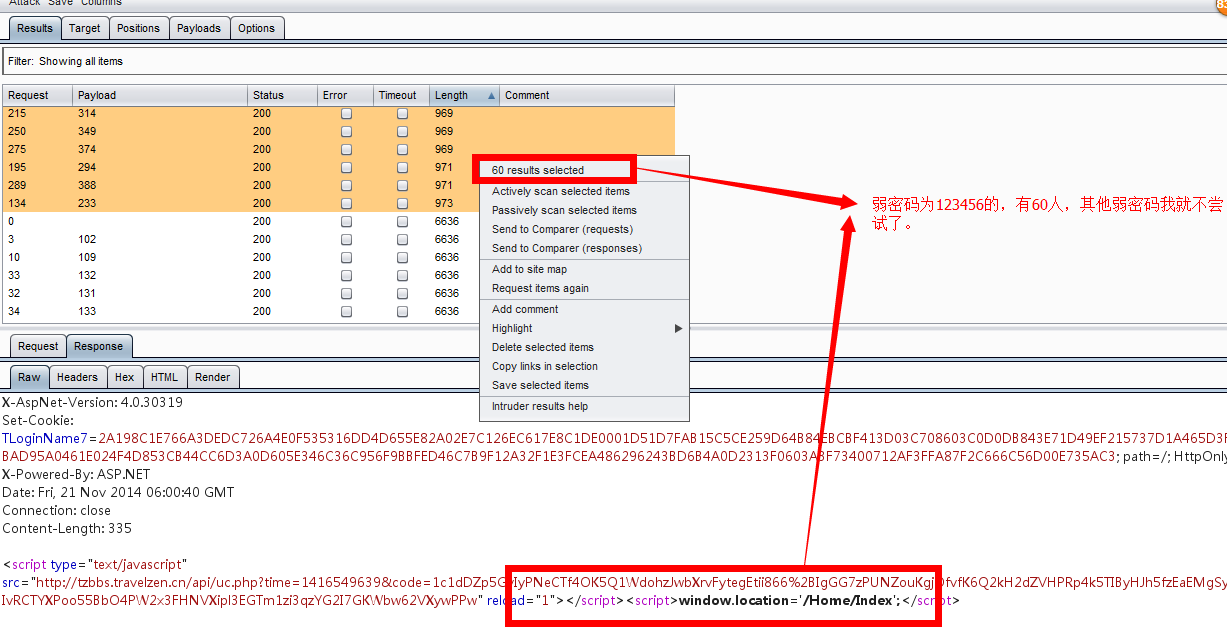 Attack Save Columns
Results Target Positions Payloads Options
Filter: Showing all items
Request Payload Status Error Timeout Length Comment
215 314 200 969
250 349 200 969
275 374 200 969
195 294 200 971
289 388 200 971
134 233 200 973
0 200 6636
3 102 200 6636
10 109 200 6636
33 132 200 6636
32 131 200 6636
34 133 200 6636
60 results selected
Actively scan selected items
Passively scan selected items
Send to Comparer (requests)
Send to Comparer (responses)
Add to site map
Request items again
Add comment
Highlight
Delete selected items
Copy links in selection
Save selected items
Intruder results help
弱密码为123456的，有60人，其他弱密码我就不尝
试了。
Request Response
Raw Headers Hex HTML Render
X-AspNet-Version: 4.0.30319
Set-Cookie:
TLoginName7=2A198C1E766A3DEDC726A4E0F535316DD4D655E82A02E7C126EC617E8C1DE0001D51D7FAB15C5CE259D64B84EBCBF413D03C708603C0D0DB843E71D49EF215737D1A465D3F
BAD95A0461E024F4D853CB44CC6D3A0D605E346C36C956F9BBFED46C7B9F12A32F1E3FCEA486296243BD6B4A0D2313F0603A3F73400712AF3FFA87F2C666C56D00E735AC3; path=/; HttpOnly
X-Powered-By: ASP.NET
Date: Fri, 21 Nov 2014 06:00:40 GMT
Connection: close
Content-Length: 335
<script type="text/javascript"
src="http://tzbbs.travelzen.cn/api/uc.php?time=1416549639&code=1c1dDZp5GyIyPNeCTf4OK5Q1WdohzJwbXrvFytegEtii866%2BIgGG7zPUNZouKgjDfvfK6Q2kH2dZVHPRp4k5TIByHJh5fzEaEMgSy
IvRCTYXPoo55BbO4PW2x3FHNVXipl3EGTm1zi3qzYG2I7GKWbw62VXywPPw" reload="1"></script><script>window.location='/Home/Index';</script>